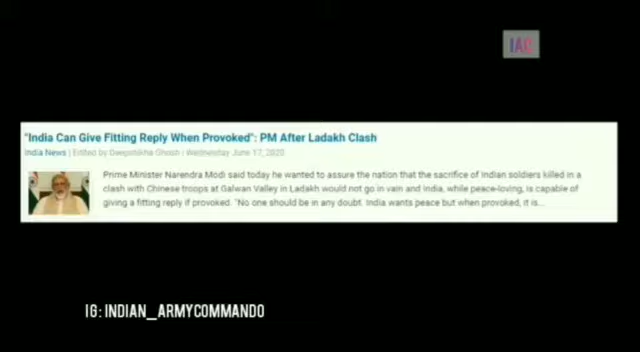 IAC
"India Can Give Fitting Reply When Provoked": PM After Ladakh Clash
India News | Edited by Deepshikha Ghosh | Wednesday June 17, 2020
Prime Minister Narendra Modi said today he wanted to assure the nation that the sacrifice of Indian soldiers killed in a
clash with Chinese troops at Galwan Valley in Ladakh would not go in vain and India, while peace-loving, is capable of
giving a fitting reply if provoked. "No one should be in any doubt. India wants peace but when provoked, it is...
IG: INDIAN_ARMYCOMMANDO